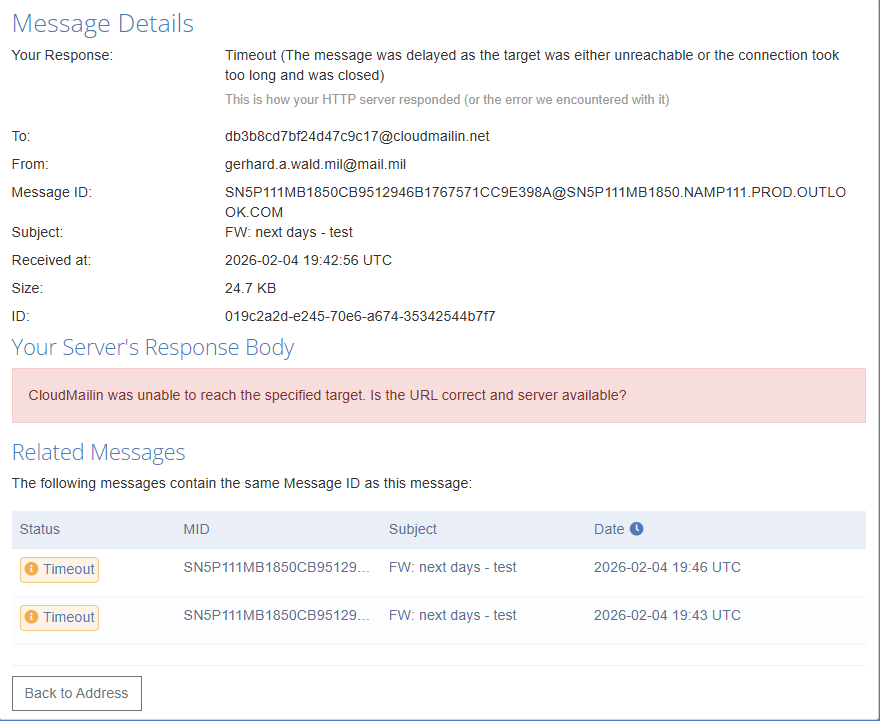 Message Details
Your Response:
Timeout (The message was delayed as the target was either unreachable or the connection took
too long and was closed)
This is how your HTTP server responded (or the error we encountered with it)
To:
db3b8cd7bf24d47c9c17@cloudmailin.net
From:
gerhard.a.wald.mil@mail.mil
Message ID:
SN5P111MB1850CB9512946B1767571CC9E398A@SN5P111MB1850.NAMP111.PROD.OUTLO
OK.COM
Subject:
FW: next days - test
Received at:
2026-02-04 19:42:56 UTC
Size:
24.7 KB
ID:
019c2a2d-e245-70e6-a674-35342544b7f7
Your Server's Response Body
CloudMailin was unable to reach the specified target. Is the URL correct and server available?
Related Messages
The following messages contain the same Message ID as this message:
Status MID Subject Date
Timeout SN5P111MB1850CB95129... FW: next days - test 2026-02-04 19:46 UTC
Timeout SN5P111MB1850CB95129... FW: next days - test 2026-02-04 19:43 UTC
Back to Address